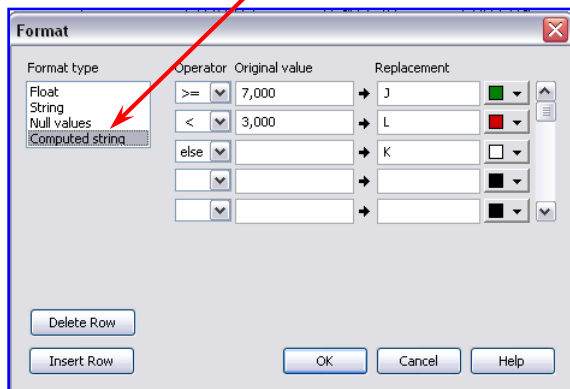 Format
Format type
Operator Original value
Replacement
Float
String
Null values
Computed string
>= 7,000 J
< 3,000 L
else K
Delete Row
Insert Row
OK
Cancel
Help